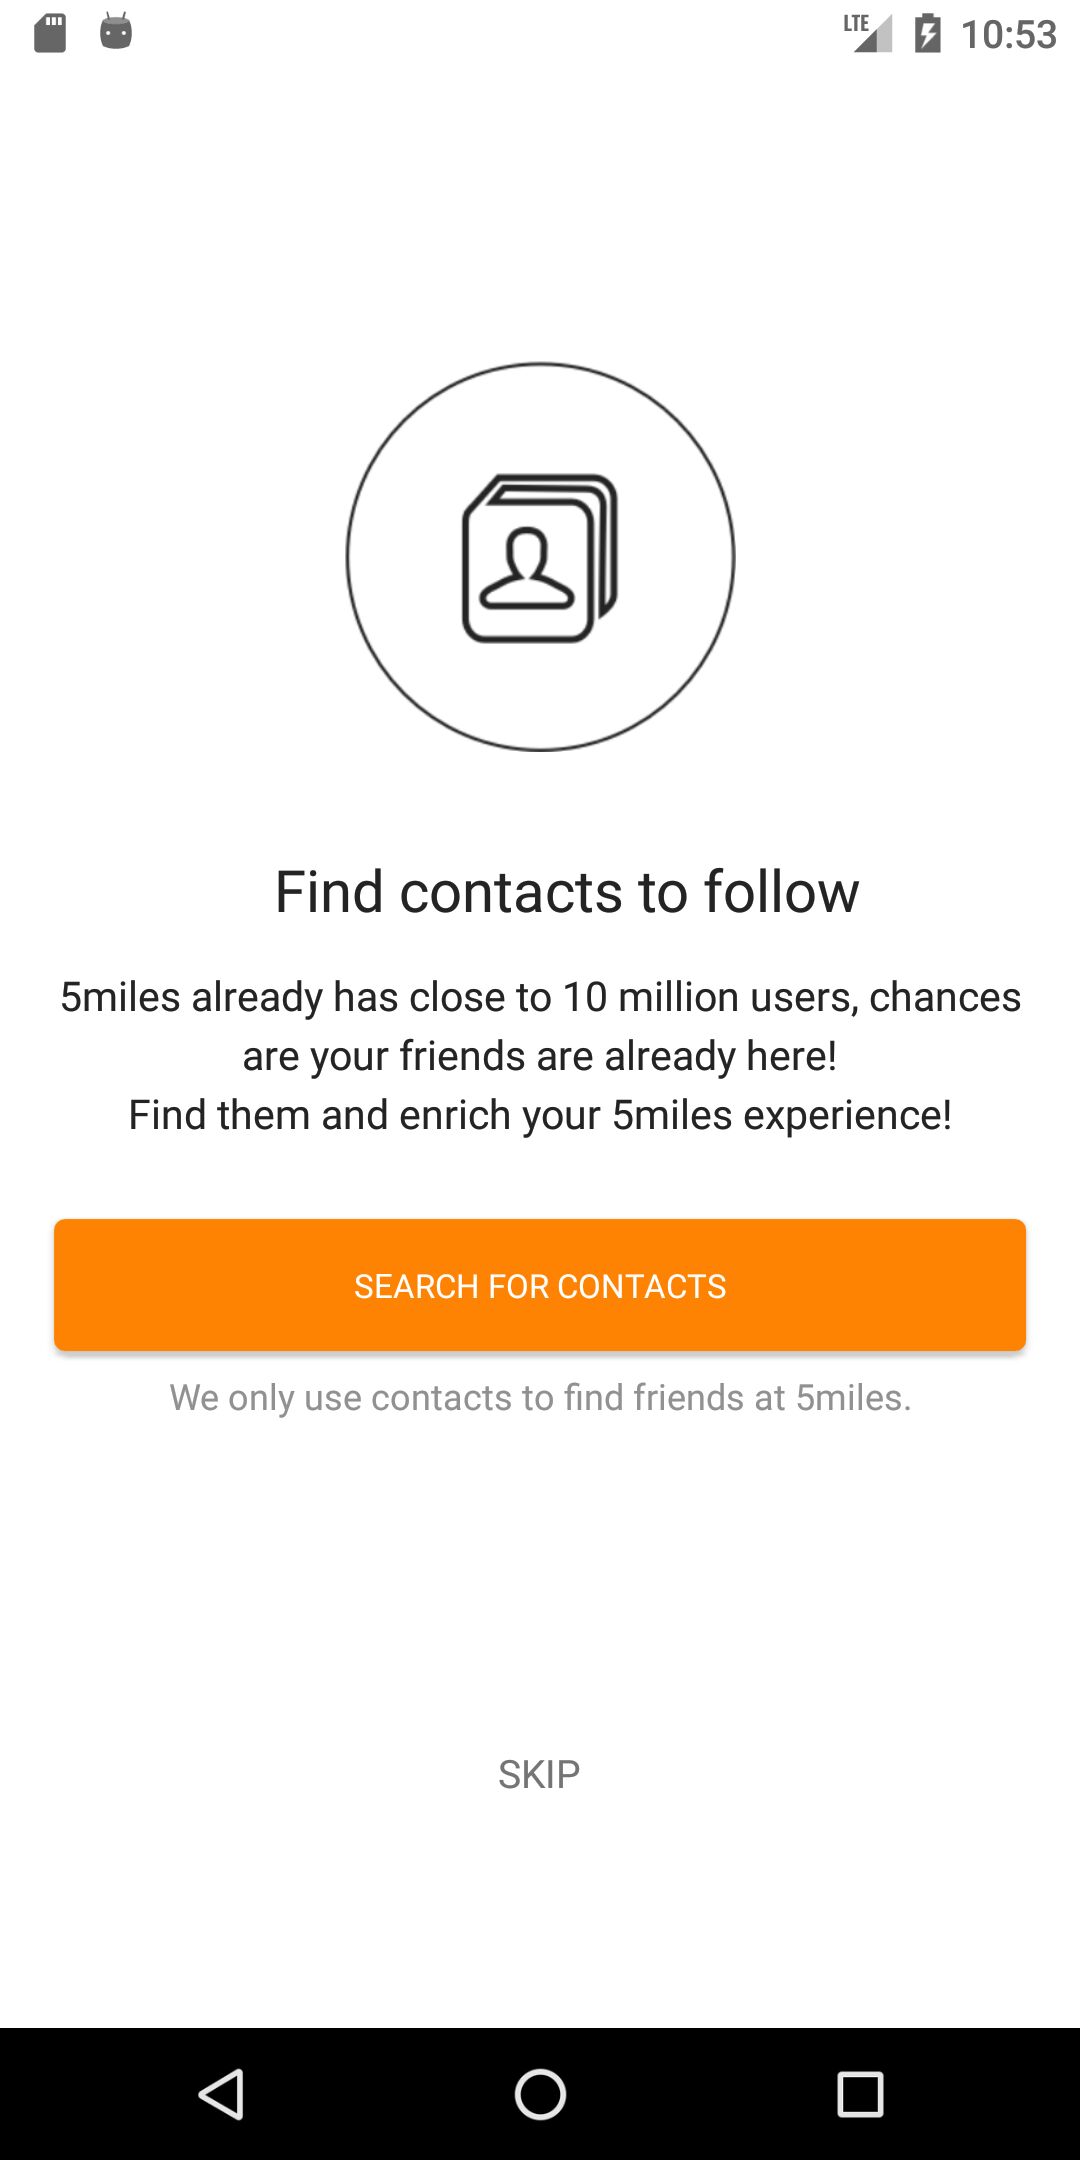 LTE 10:53
Find contacts to follow
5miles already has close to 10 million users, chances
are your friends are already here!
Find them and enrich your 5miles experience!
SEARCH FOR CONTACTS
We only use contacts to find friends at 5miles.
SKIP